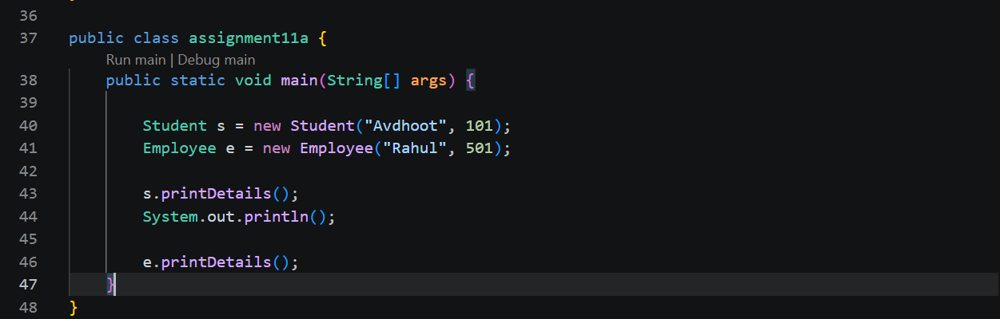 36
37 public class assignment11a {
Run main | Debug main
38 public static void main(String[] args) {
39
40 Student s = new Student("Avdhoot", 101);
41 Employee e = new Employee("Rahul", 501);
42
43 s.printDetails();
44 System.out.println();
45
46 e.printDetails();
47 }
48 }